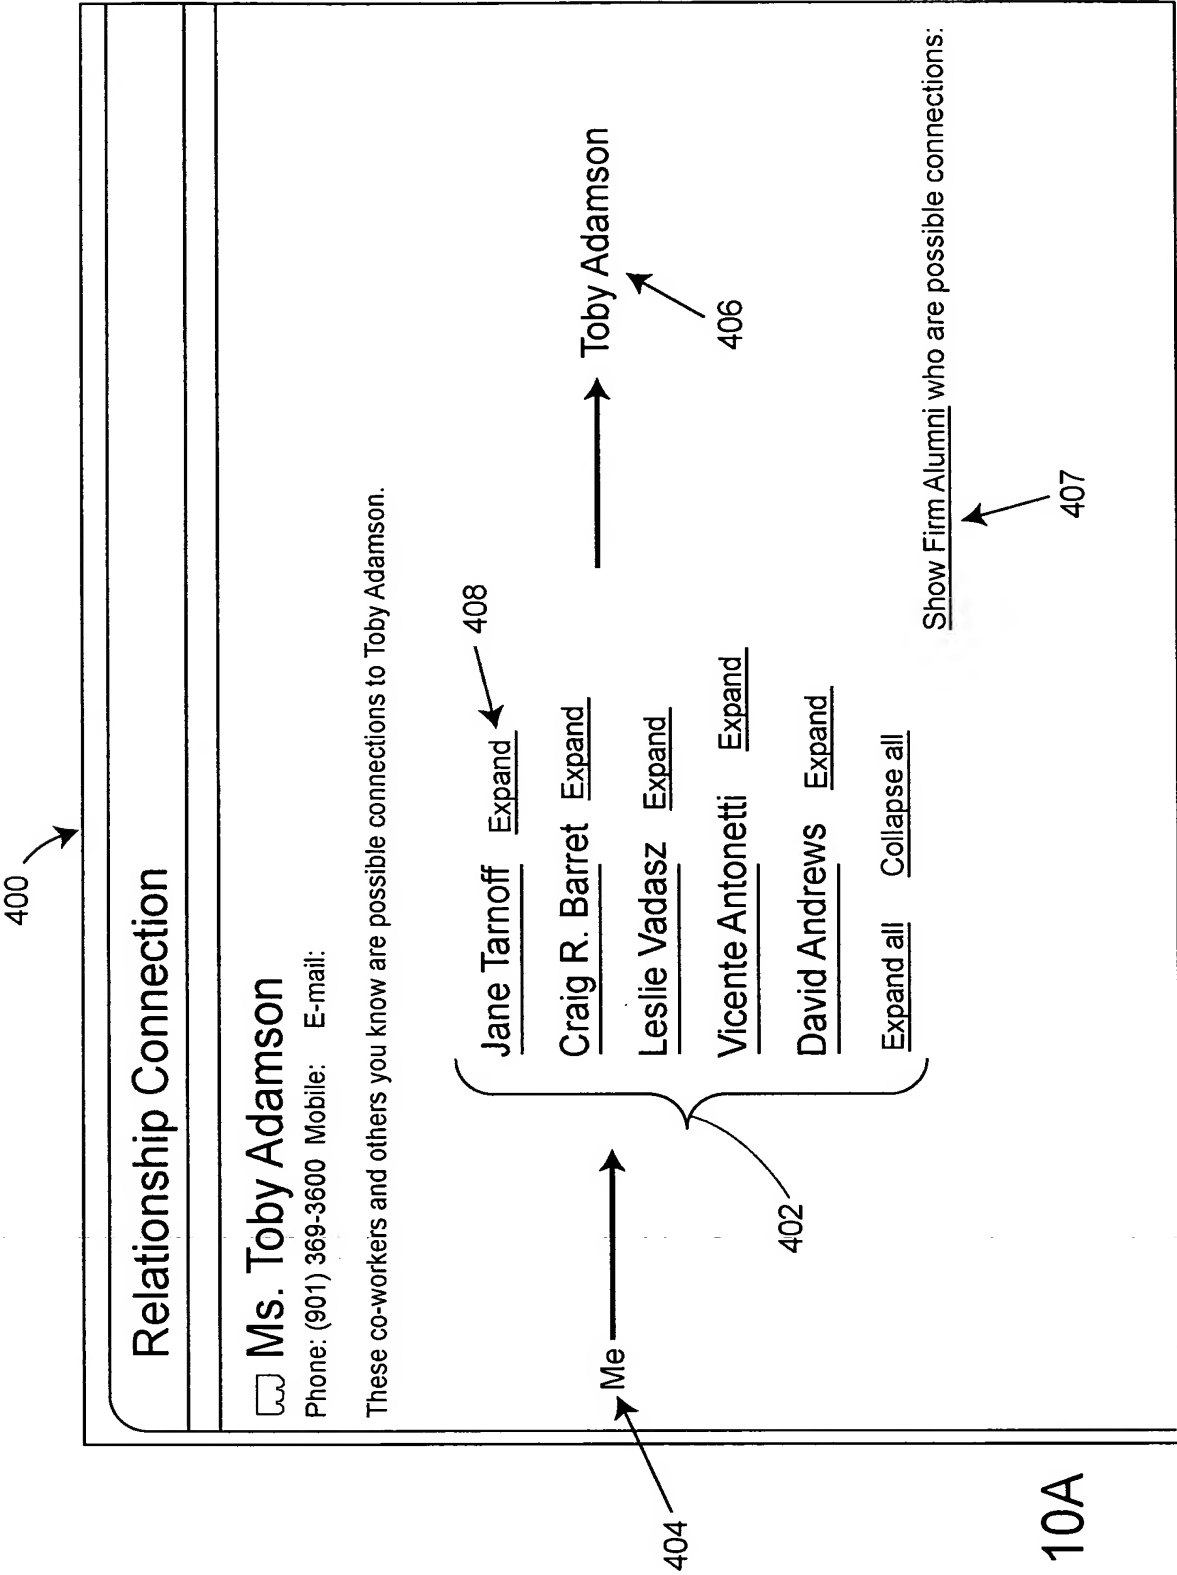 400
Relationship Connection
Ms. Toby Adamson
Phone: (901) 369-3600 Mobile: E-mail:
These co-workers and others you know are possible connections to Toby Adamson.
408
Jane Tarnoff Expand
Craig R. Barret Expand
Me
Toby Adamson
Leslie Vadasz Expand
404
406
Vicente Antonetti Expand
402
David Andrews Expand
Expand all Collapse all
Show Firm Alumni who are possible connections:
407
10A